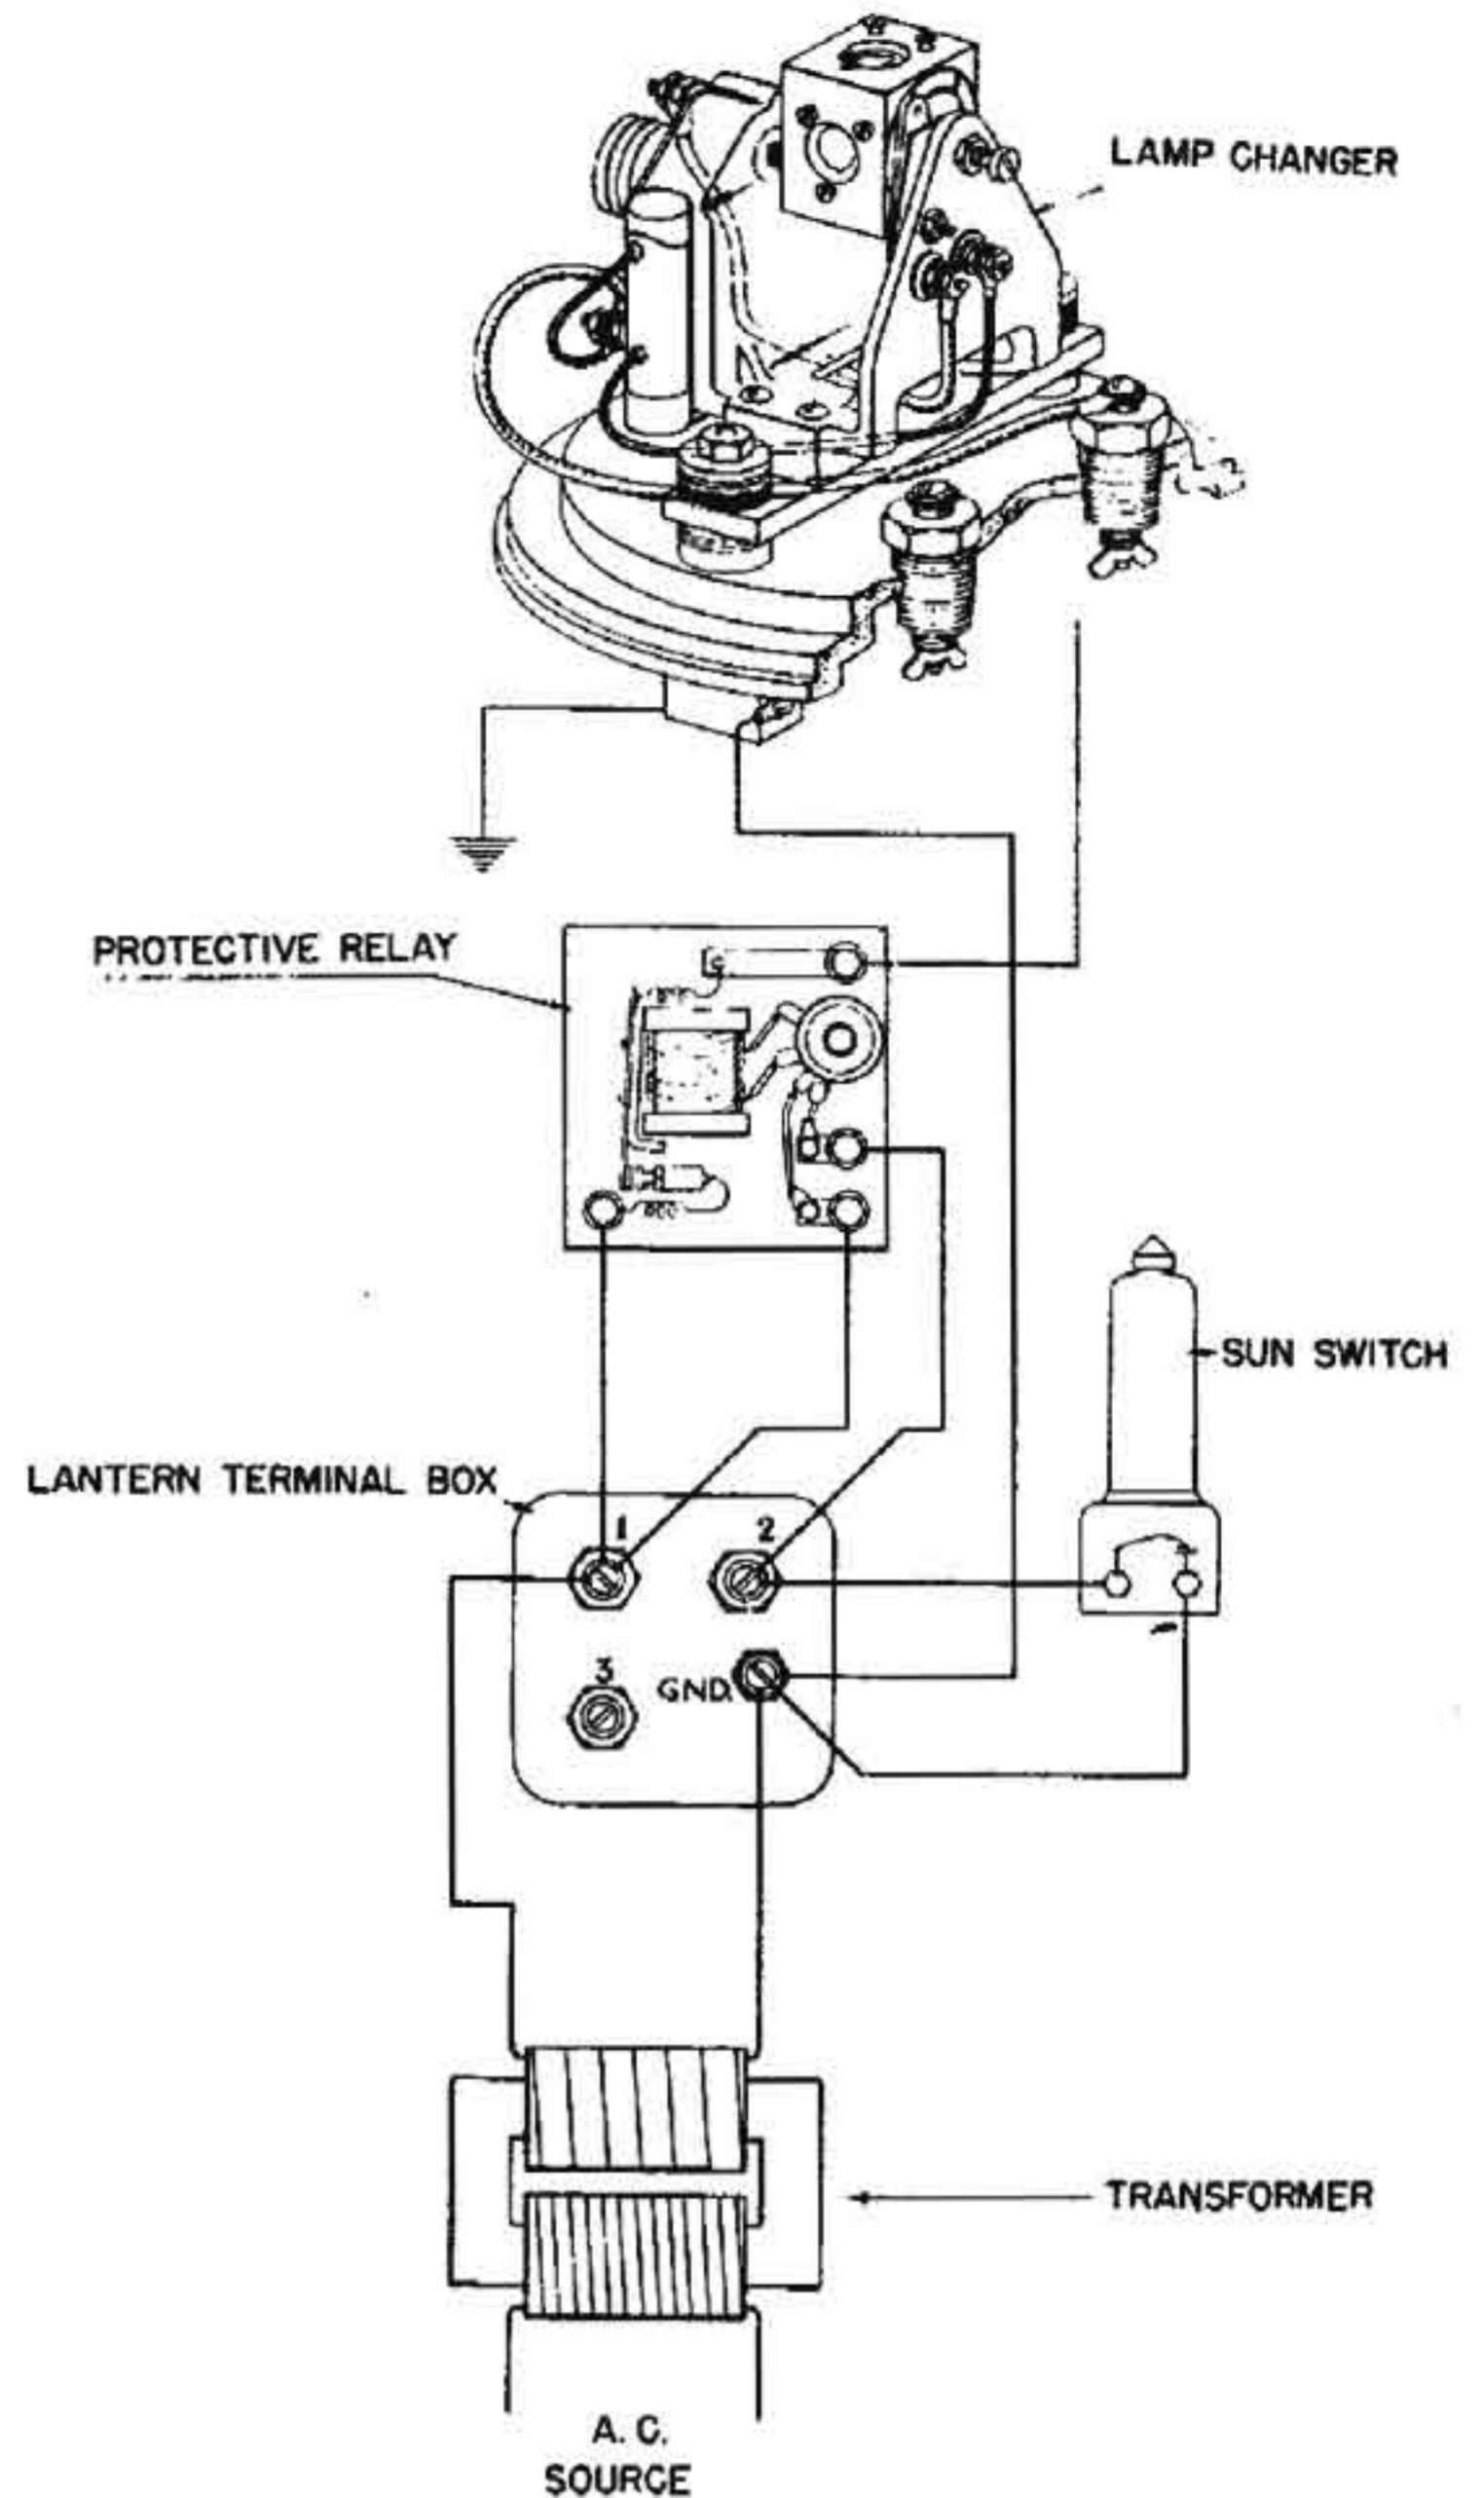 LAMP CHANGER
PROTECTIVE RELAY
SUN SWITCH
LANTERN TERMINAL BOX
1
2
3
GND.
TRANSFORMER
A. C.
SOURCE